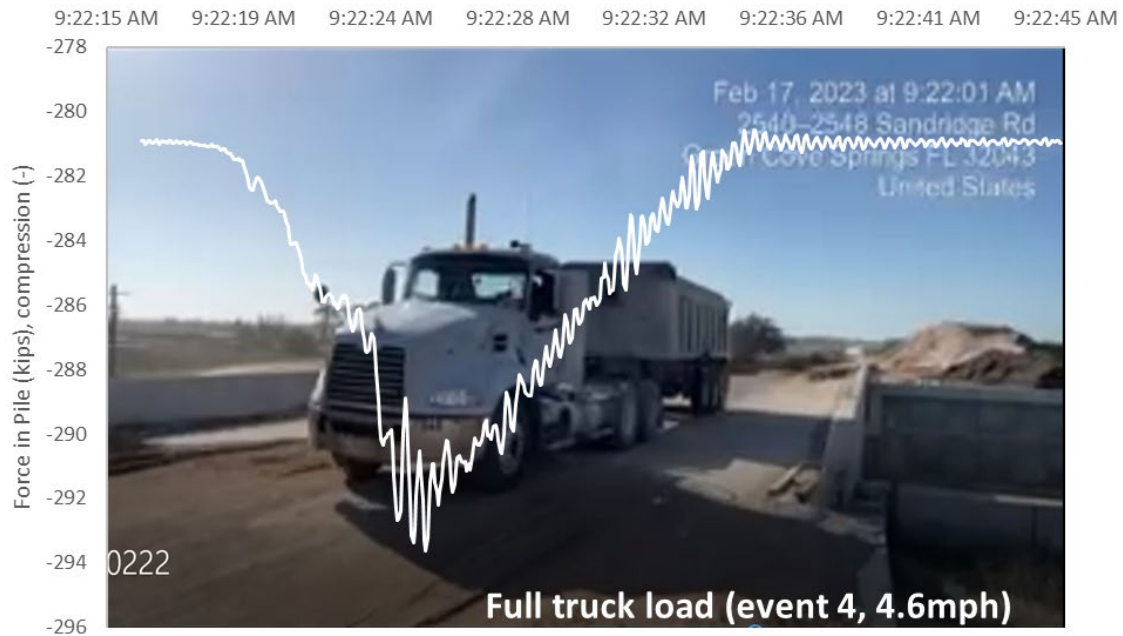 9:22:15 AM 9:22:19 AM 9:22:24 AM 9:22:28 AM 9:22:32 AM 9:22:36 AM 9:22:41 AM 9:22:45 AM
-278
-280
-282
-284
-286
-288
-290
-292
-294
-296
Force in Pile (kips), compression (-)
Feb 17, 2023 at 9:22:01 AM
2540–2548 Sandridge Rd
Cove Springs FL 32043
United States
0222
Full truck load (event 4, 4.6mph)